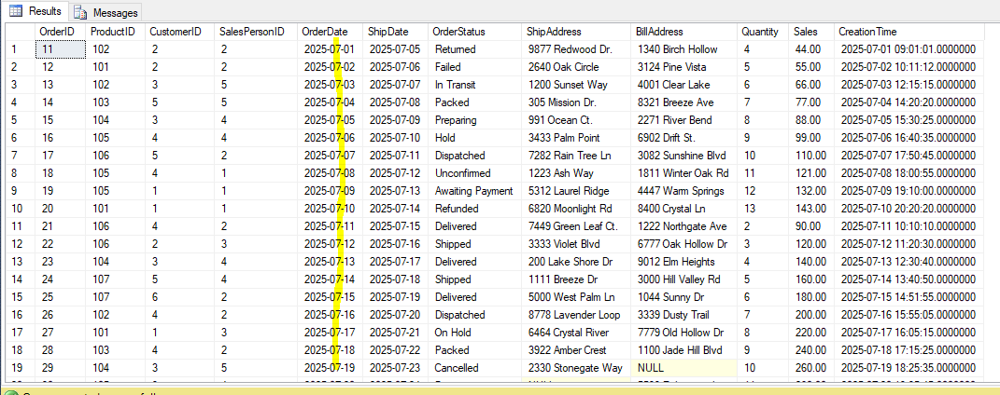 Results Messages
OrderID ProductID CustomerID SalesPersonID OrderDate ShipDate OrderStatus ShipAddress BillAddress Quantity Sales CreationTime
1 11 102 2 2 2025-07-01 2025-07-05 Returned 9877 Redwood Dr. 1340 Birch Hollow 4 44.00 2025-07-01 09:01:01.0000000
2 12 101 2 2 2025-07-02 2025-07-06 Failed 2640 Oak Circle 3124 Pine Vista 5 55.00 2025-07-02 10:11:12.0000000
3 13 102 3 5 2025-07-03 2025-07-07 In Transit 1200 Sunset Way 4001 Clear Lake 6 66.00 2025-07-03 12:15:15.0000000
4 14 103 5 5 2025-07-04 2025-07-08 Packed 305 Mission Dr. 8321 Breeze Ave 7 77.00 2025-07-04 14:20:20.0000000
5 15 104 3 4 2025-07-05 2025-07-09 Preparing 991 Ocean Ct. 2271 River Bend 8 88.00 2025-07-05 15:30:25.0000000
6 16 105 4 4 2025-07-06 2025-07-10 Hold 3433 Palm Point 6902 Drift St. 9 99.00 2025-07-06 16:40:35.0000000
7 17 106 5 2 2025-07-07 2025-07-11 Dispatched 7282 Rain Tree Ln 3082 Sunshine Blvd 10 110.00 2025-07-07 17:50:45.0000000
8 18 105 4 1 2025-07-08 2025-07-12 Unconfirmed 1223 Ash Way 1811 Winter Oak Rd 11 121.00 2025-07-08 18:00:55.0000000
9 19 105 1 1 2025-07-09 2025-07-13 Awaiting Payment 5312 Laurel Ridge 4447 Warm Springs 12 132.00 2025-07-09 19:10:00.0000000
10 20 101 1 1 2025-07-10 2025-07-14 Refunded 6820 Moonlight Rd 8400 Crystal Ln 13 143.00 2025-07-10 20:20:20.0000000
11 21 106 4 2 2025-07-11 2025-07-15 Delivered 7449 Green Leaf Ct. 1222 Northgate Ave 2 90.00 2025-07-11 10:10:10.0000000
12 22 106 2 3 2025-07-12 2025-07-16 Shipped 3333 Violet Blvd 6777 Oak Hollow Dr 3 120.00 2025-07-12 11:20:30.0000000
13 23 104 3 4 2025-07-13 2025-07-17 Delivered 200 Lake Shore Dr 9012 Elm Heights 4 140.00 2025-07-13 12:30:40.0000000
14 24 107 5 4 2025-07-14 2025-07-18 Shipped 1111 Breeze Dr 3000 Hill Valley Rd 5 160.00 2025-07-14 13:40:50.0000000
15 25 107 6 2 2025-07-15 2025-07-19 Delivered 5000 West Palm Ln 1044 Sunny Dr 6 180.00 2025-07-15 14:51:55.0000000
16 26 102 4 2 2025-07-16 2025-07-20 Dispatched 8778 Lavender Loop 3339 Dusty Trail 7 200.00 2025-07-16 15:55:05.0000000
17 27 101 1 3 2025-07-17 2025-07-21 On Hold 6464 Crystal River 7779 Old Hollow Dr 8 220.00 2025-07-17 16:05:15.0000000
18 28 103 4 2 2025-07-18 2025-07-22 Packed 3922 Amber Crest 1100 Jade Hill Blvd 9 240.00 2025-07-18 17:15:25.0000000
19 29 104 3 5 2025-07-19 2025-07-23 Cancelled 2330 Stonegate Way NULL 10 260.00 2025-07-19 18:25:35.0000000